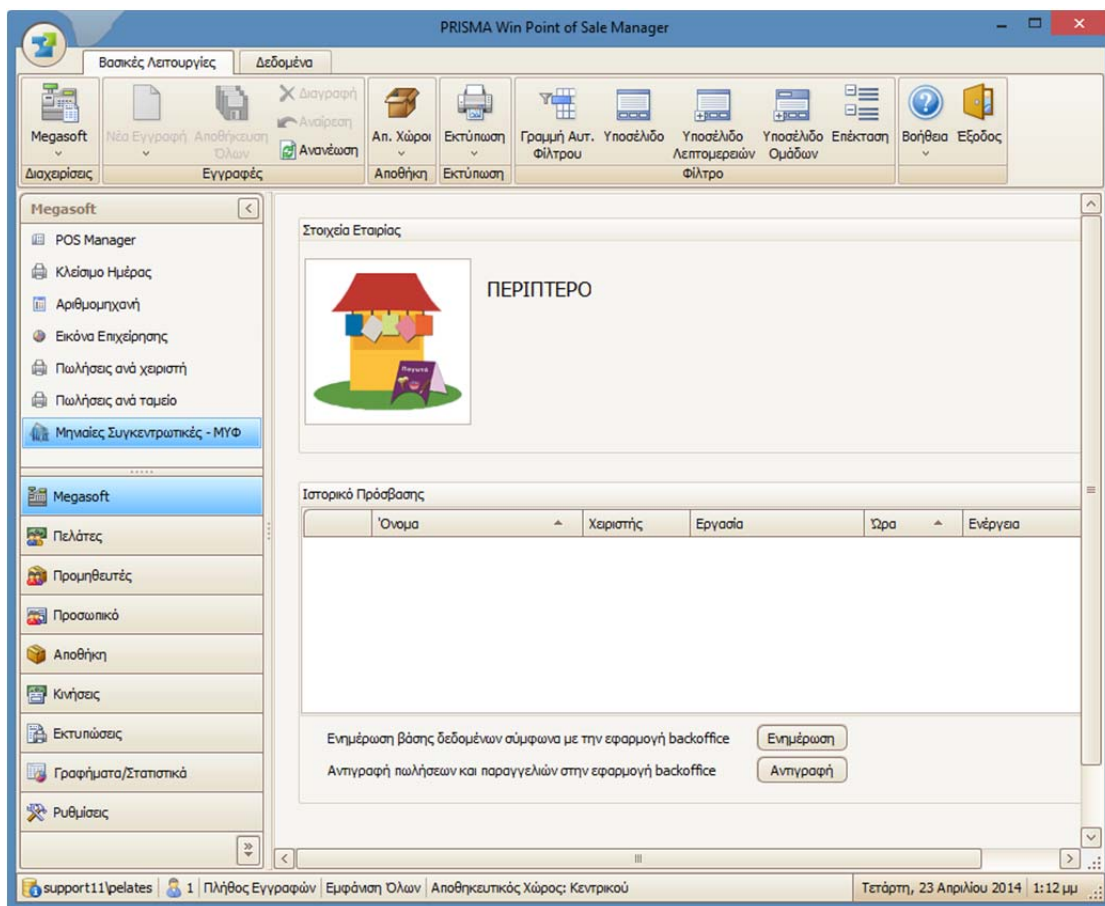 PRISMA Win Point of Sale Manager
Βασικές Λειτουργίες
Δεδομένα
Megasoft
Νέα Εγγραφή
Αποθήκευση Όλων
Διαγραφή
Αναίρεση
Ανανέωση
Απ. Χώροι
Εκτύπωση
Γραμμή Αυτ. Φίλτρου
Υποσέλιδο
Υποσέλιδο Λεπτομερειών
Υποσέλιδο Ομάδων
Επέκταση
Βοήθεια
Έξοδος
Διαχειρίσεις
Εγγραφές
Αποθήκη
Εκτύπωση
Φίλτρο
Megasoft
POS Manager
Κλείσιμο Ημέρας
Αριθμομηχανή
Εικόνα Επιχείρησης
Πωλήσεις ανά χειριστή
Πωλήσεις ανά ταμείο
Μηνιαίες Συγκεντρωτικές - ΜΥΦ
Megasoft
Πελάτες
Προμηθευτές
Προσωπικό
Αποθήκη
Κινήσεις
Εκτυπώσεις
Γραφήματα/Στατιστικά
Ρυθμίσεις
Στοιχεία Εταιρίας
Παγωτά
ΠΕΡΙΠΤΕΡΟ
Ιστορικό Πρόσβασης
Όνομα
Χειριστής
Εργασία
Ώρα
Ενέργεια
Ενημέρωση βάσης δεδομένων σύμφωνα με την εφαρμογή backoffice
Ενημέρωση
Αντιγραφή πωλήσεων και παραγγελιών στην εφαρμογή backoffice
Αντιγραφή
support11\pelates
1
Πλήθος Εγγραφών
Εμφάνιση Όλων
Αποθηκευτικός Χώρος: Κεντρικού
Τετάρτη, 23 Απριλίου 2014
1:12 μμ